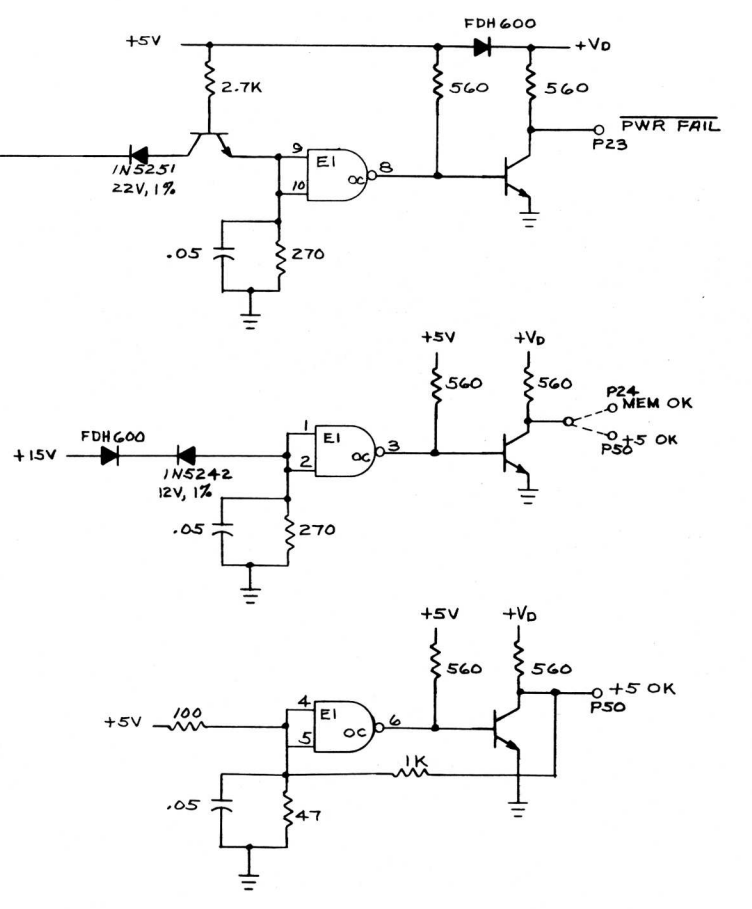 FDH600
+5V
+VD
2.7K
560
560
PWR FAIL
P23
9
E1
8
10
OC
1N5251
22V, 1%
.05
270
+5V
+VD
560
560
P24
MEM OK
1
E1
3
FDH600
+15V
2
OC
P50
+5 OK
1N5242
12V, 1%
.05
270
+5V
+VD
560
560
+5 OK
P50
4
E1
6
+5V
100
5
OC
1K
.05
47